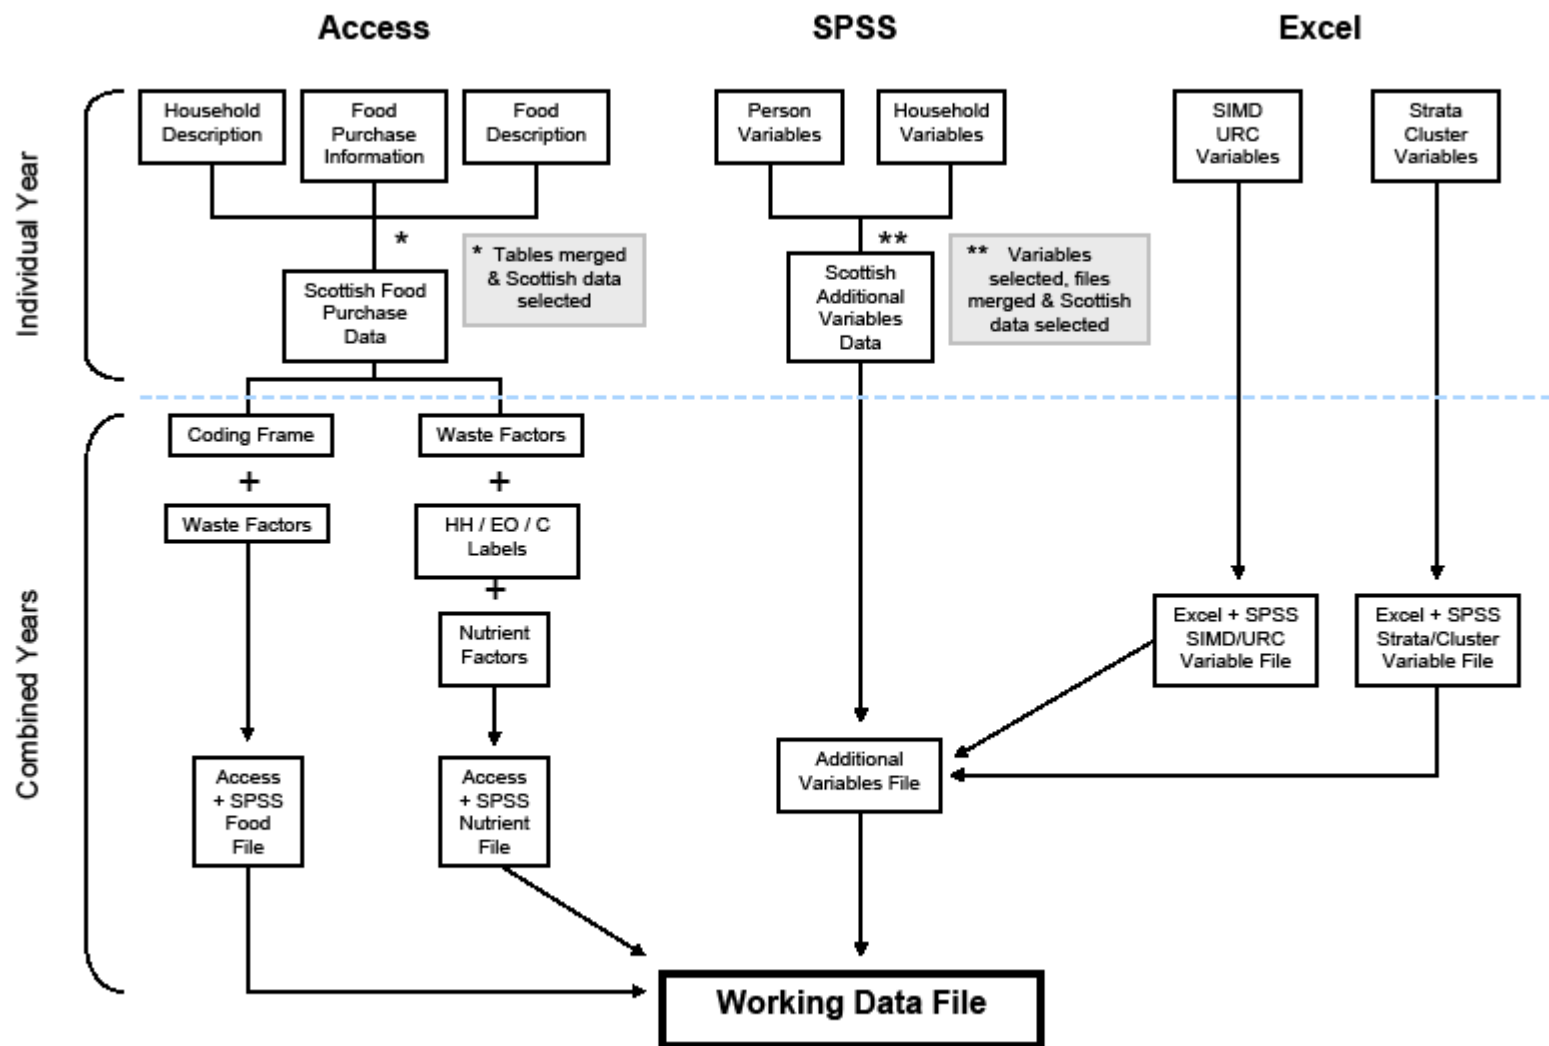 Access
SPSS
Excel
Individual Year
Household
Description
Food
Purchase
Information
Food
Description
Person
Variables
Household
Variables
SIMD
URC
Variables
Strata
Cluster
Variables
*
* Tables merged
& Scottish data
selected
**
** Variables
selected, files
merged & Scottish
data selected
Scottish Food
Purchase
Data
Scottish
Additional
Variables
Data
Combined Years
Coding Frame
+
Waste Factors
Waste Factors
+
HH / EO / C
Labels
+
Nutrient
Factors
Excel + SPSS
SIMD/URC
Variable File
Excel + SPSS
Strata/Cluster
Variable File
Additional
Variables File
Access
+ SPSS
Food
File
Access
+ SPSS
Nutrient
File
Working Data File